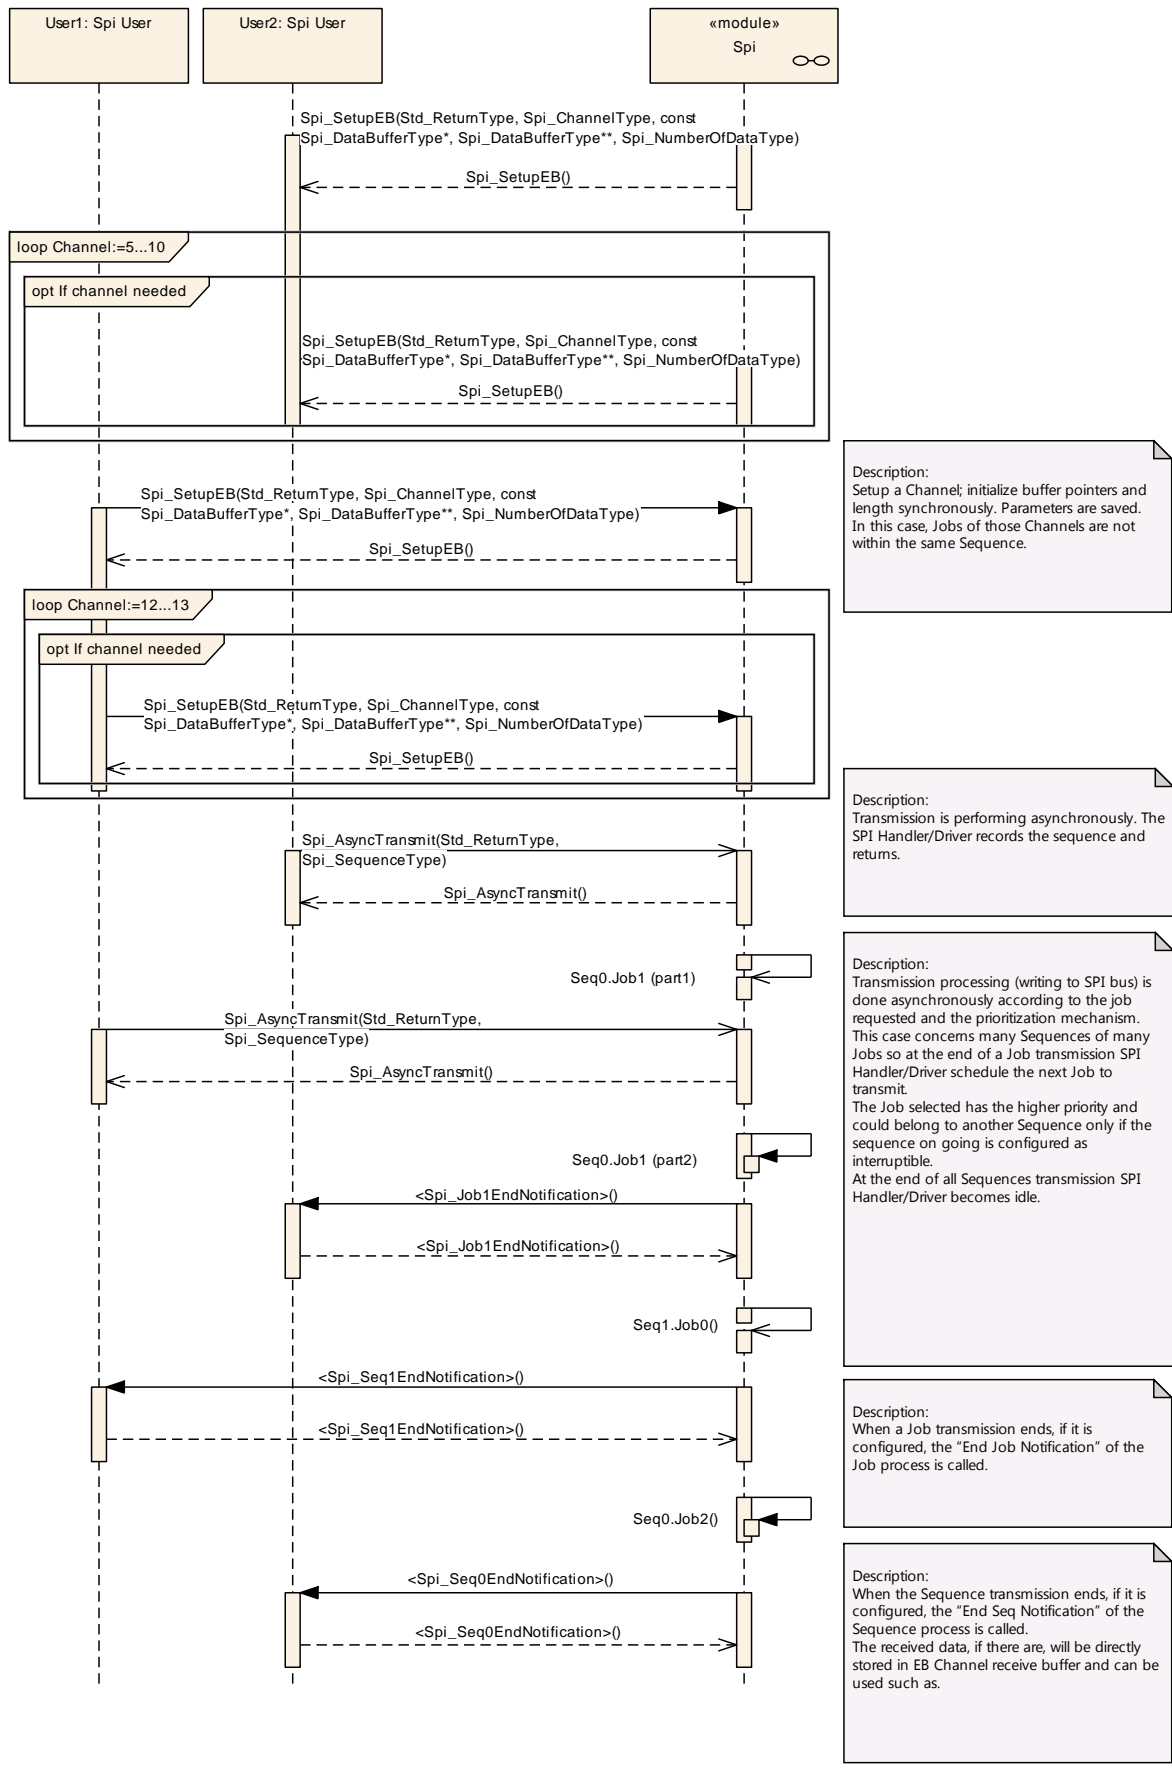 User1: Spi User
User2: Spi User
«module»
Spi
Spi_SetupEB(Std_ReturnType, Spi_ChannelType, const
Spi_DataBufferType*, Spi_DataBufferType**, Spi_NumberOfDataType)
Spi_SetupEB()
loop Channel:=5...10
opt If channel needed
Spi_SetupEB(Std_ReturnType, Spi_ChannelType, const
Spi_DataBufferType*, Spi_DataBufferType**, Spi_NumberOfDataType)
Spi_SetupEB()
Description:
Setup a Channel; initialize buffer pointers and
length synchronously. Parameters are saved.
In this case, Jobs of those Channels are not
within the same Sequence.
Spi_SetupEB(Std_ReturnType, Spi_ChannelType, const
Spi_DataBufferType*, Spi_DataBufferType**, Spi_NumberOfDataType)
Spi_SetupEB()
loop Channel:=12...13
opt If channel needed
Spi_SetupEB(Std_ReturnType, Spi_ChannelType, const
Spi_DataBufferType*, Spi_DataBufferType**, Spi_NumberOfDataType)
Spi_SetupEB()
Description:
Transmission is performing asynchronously. The
SPI Handler/Driver records the sequence and
returns.
Spi_AsyncTransmit(Std_ReturnType,
Spi_SequenceType)
Spi_AsyncTransmit()
Description:
Transmission processing (writing to SPI bus) is
done asynchronously according to the job
requested and the prioritization mechanism.
This case concerns many Sequences of many
Jobs so at the end of a Job transmission SPI
Handler/Driver schedule the next Job to
transmit.
The Job selected has the higher priority and
could belong to another Sequence only if the
sequence on going is configured as
interruptible.
At the end of all Sequences transmission SPI
Handler/Driver becomes idle.
Seq0.Job1 (part1)
Spi_AsyncTransmit(Std_ReturnType,
Spi_SequenceType)
Spi_AsyncTransmit()
Seq0.Job1 (part2)
<Spi_Job1EndNotification>()
<Spi_Job1EndNotification>()
Seq1.Job0()
<Spi_Seq1EndNotification>()
<Spi_Seq1EndNotification>()
Description:
When a Job transmission ends, if it is
configured, the "End Job Notification" of the
Job process is called.
Seq0.Job2()
<Spi_Seq0EndNotification>()
<Spi_Seq0EndNotification>()
Description:
When the Sequence transmission ends, if it is
configured, the "End Seq Notification" of the
Sequence process is called.
The received data, if there are, will be directly
stored in EB Channel receive buffer and can be
used such as.